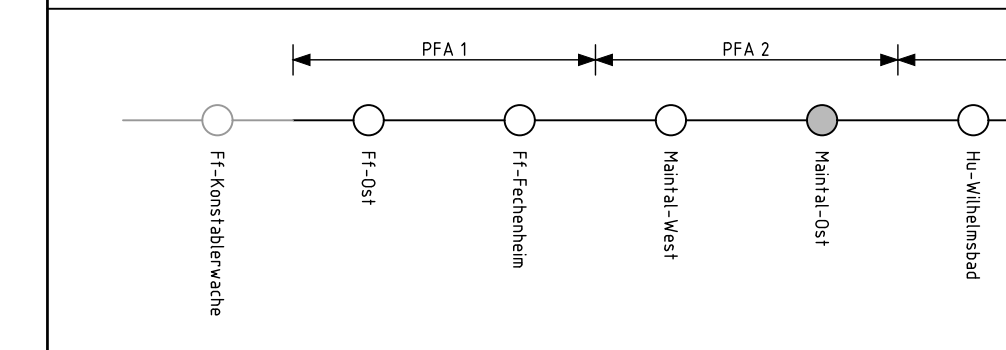 PFA 1
PFA 2
Ff-Konstablerwache
Ff-Ost
Ff-Fechenheim
Maintal-West
Maintal-Ost
Hu-Wilhelmsbad